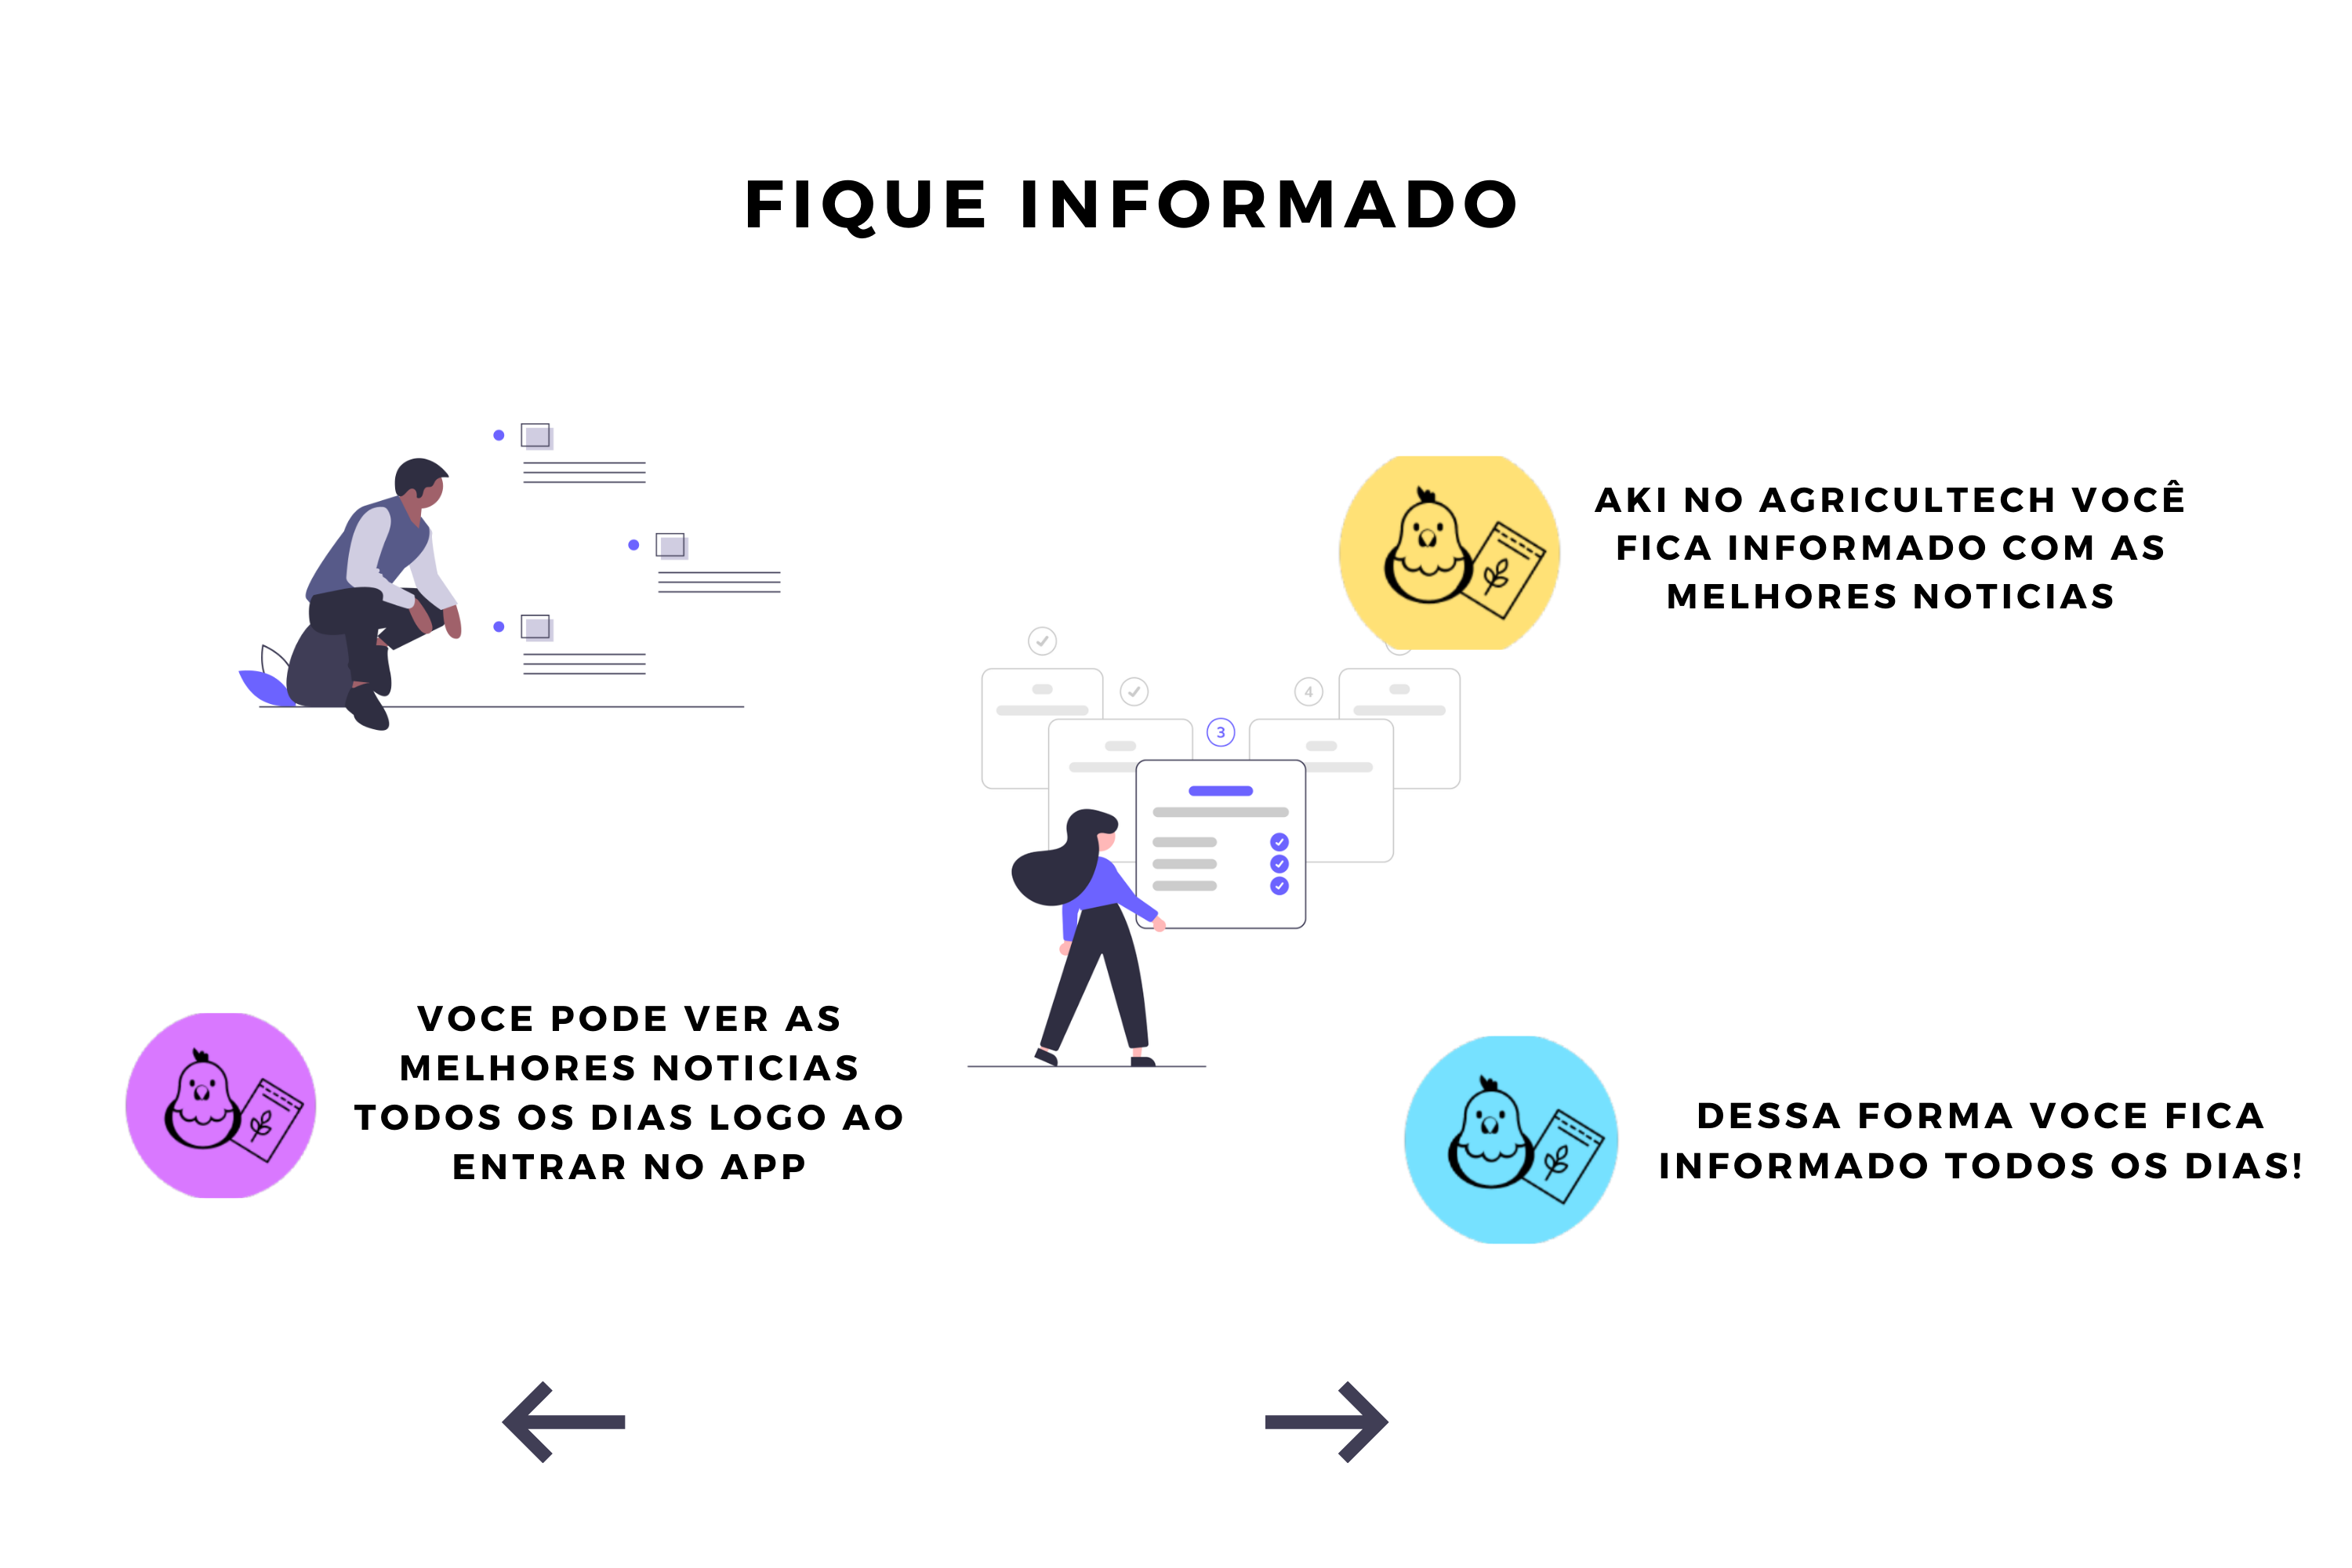 FIQUE INFORMADO
AKI NO AGRICULTECH VOCÊ
FICA INFORMADO COM AS
MELHORES NOTICIAS
4
3
VOCE PODE VER AS
MELHORES NOTICIAS
TODOS OS DIAS LOGO AO
ENTRAR NO APP
DESSA FORMA VOCE FICA
INFORMADO TODOS OS DIAS!